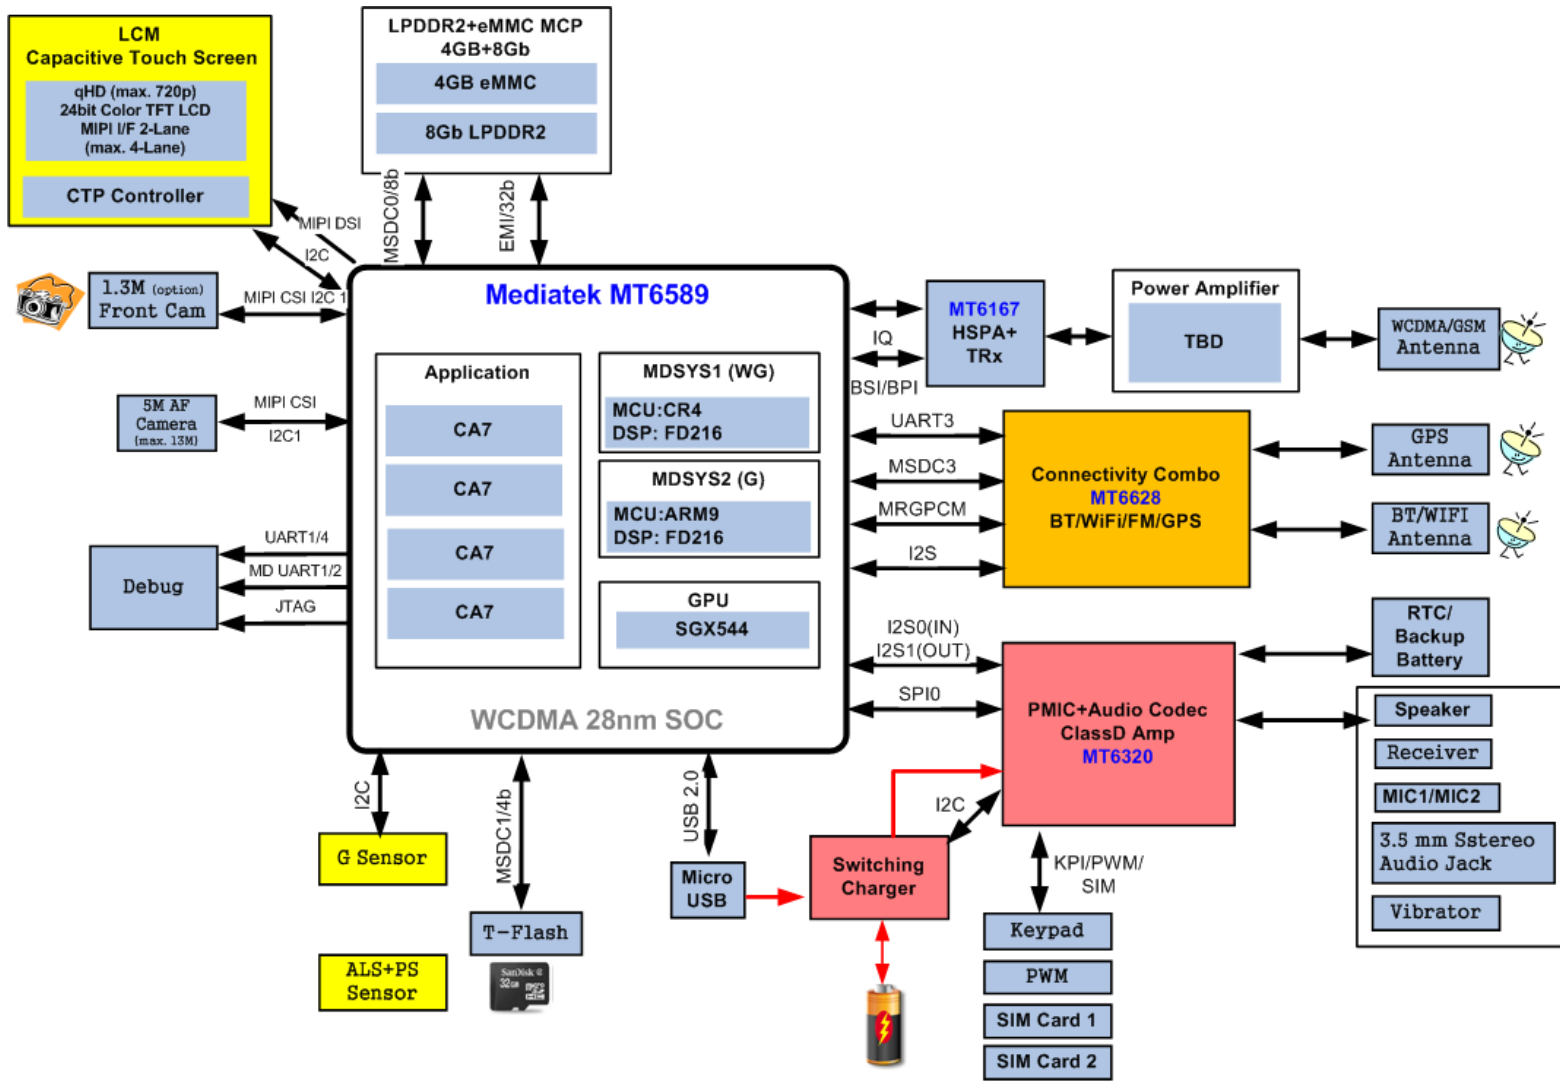 LCM
Capacitive Touch Screen
qHD (max. 720p)
24bit Color TFT LCD
MIPI I/F 2-Lane
(max. 4-Lane)
CTP Controller
LPDDR2+eMMC MCP
4GB+8Gb
4GB eMMC
8Gb LPDDR2
MSDC0/8b
EMI/32b
MIPI DSI
I2C
1.3M (option)
Front Cam
MIPI CSI I2C 1
5M AF
Camera
(max. 13M)
MIPI CSI
I2C1
Debug
UART1/4
MD UART1/2
JTAG
Mediatek MT6589
Application
CA7
CA7
CA7
CA7
MDSYS1 (WG)
MCU:CR4
DSP: FD216
MDSYS2 (G)
MCU:ARM9
DSP: FD216
GPU
SGX544
WCDMA 28nm SOC
IQ
BSI/BPI
MT6167
HSPA+
TRx
Power Amplifier
TBD
WCDMA/GSM
Antenna
UART3
MSDC3
MRGPCM
I2S
Connectivity Combo
MT6628
BT/WiFi/FM/GPS
GPS
Antenna
BT/WIFI
Antenna
I2S0(IN)
I2S1(OUT)
SPI0
PMIC+Audio Codec
ClassD Amp
MT6320
RTC/
Backup
Battery
Speaker
Receiver
MIC1/MIC2
3.5 mm Sstereo
Audio Jack
Vibrator
I2C
G Sensor
ALS+PS
Sensor
MSDC1/4b
T-Flash
SanDisk
32GB
USB 2.0
Micro
USB
Switching
Charger
I2C
KPI/PWM/
SIM
Keypad
PWM
SIM Card 1
SIM Card 2